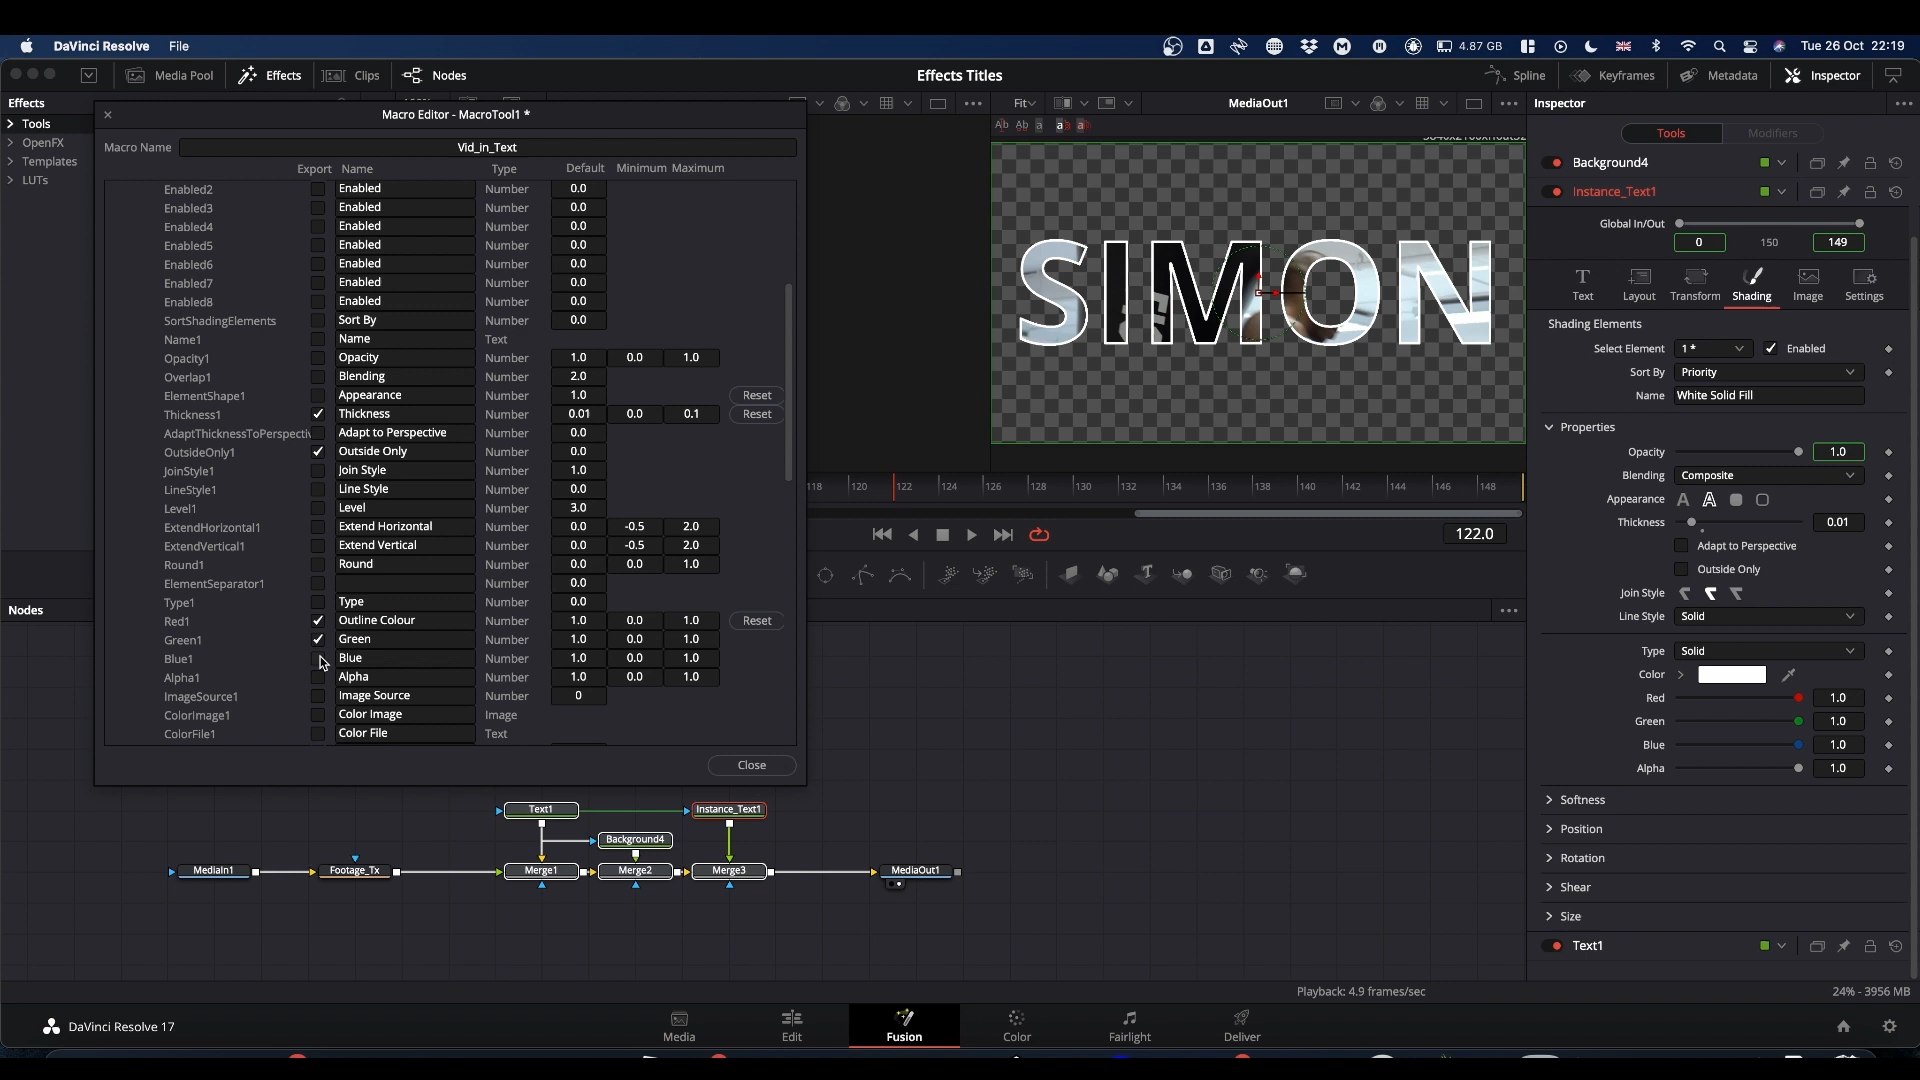 DaVinci Resolve File
4.87 GB
Tue 26 Oct 22:19
Media Pool
Effects
Clips
Nodes
Effects Titles
Spline
Keyframes
Metadata
Inspector
Effects
Tools
OpenFX
Templates
LUTs
Macro Editor - MacroTool1 *
Macro Name Vid_in_Text
Export Name Type Default Minimum Maximum
Enabled2 Enabled Number 0.0
Enabled3 Enabled Number 0.0
Enabled4 Enabled Number 0.0
Enabled5 Enabled Number 0.0
Enabled6 Enabled Number 0.0
Enabled7 Enabled Number 0.0
Enabled8 Enabled Number 0.0
SortShadingElements Sort By Number 0.0
Name1 Name Text
Opacity1 Opacity Number 1.0 0.0 1.0
Overlap1 Blending Number 2.0
ElementShape1 Appearance Number 1.0 Reset
Thickness1 Thickness Number 0.01 0.0 0.1 Reset
AdaptThicknessToPerspectiv Adapt to Perspective Number 0.0
OutsideOnly1 Outside Only Number 0.0
JoinStyle1 Join Style Number 1.0
LineStyle1 Line Style Number 0.0
Level1 Level Number 3.0
ExtendHorizontal1 Extend Horizontal Number 0.0 -0.5 2.0
ExtendVertical1 Extend Vertical Number 0.0 -0.5 2.0
Round1 Round Number 0.0 0.0 1.0
ElementSeparator1 Number 0.0
Type1 Type Number 0.0
Red1 Outline Colour Number 1.0 0.0 1.0 Reset
Green1 Green Number 1.0 0.0 1.0
Blue1 Blue Number 1.0 0.0 1.0
Alpha1 Alpha Number 1.0 0.0 1.0
ImageSource1 Image Source Number 0
ColorImage1 Color Image Image
ColorFile1 Color File Text
Close
Fit
MediaOut1
SIMON
118 120 122 124 126 128 130 132 134 136 138 140 142 144 146 148
122.0
Inspector
Tools Modifiers
Background4
Instance_Text1
Global In/Out
0 150 149
Text Layout Transform Shading Image Settings
Shading Elements
Select Element 1 * Enabled
Sort By Priority
Name White Solid Fill
Properties
Opacity 1.0
Blending Composite
Appearance
Thickness 0.01
Adapt to Perspective
Outside Only
Join Style
Line Style Solid
Type Solid
Color
Red 1.0
Green 1.0
Blue 1.0
Alpha 1.0
Softness
Position
Rotation
Shear
Size
Text1
Nodes
Text1 Instance_Text1
Background4
MediaIn1 Footage_Tx Merge1 Merge2 Merge3 MediaOut1
Playback: 4.9 frames/sec
24% - 3956 MB
DaVinci Resolve 17
Media Edit Fusion Color Fairlight Deliver